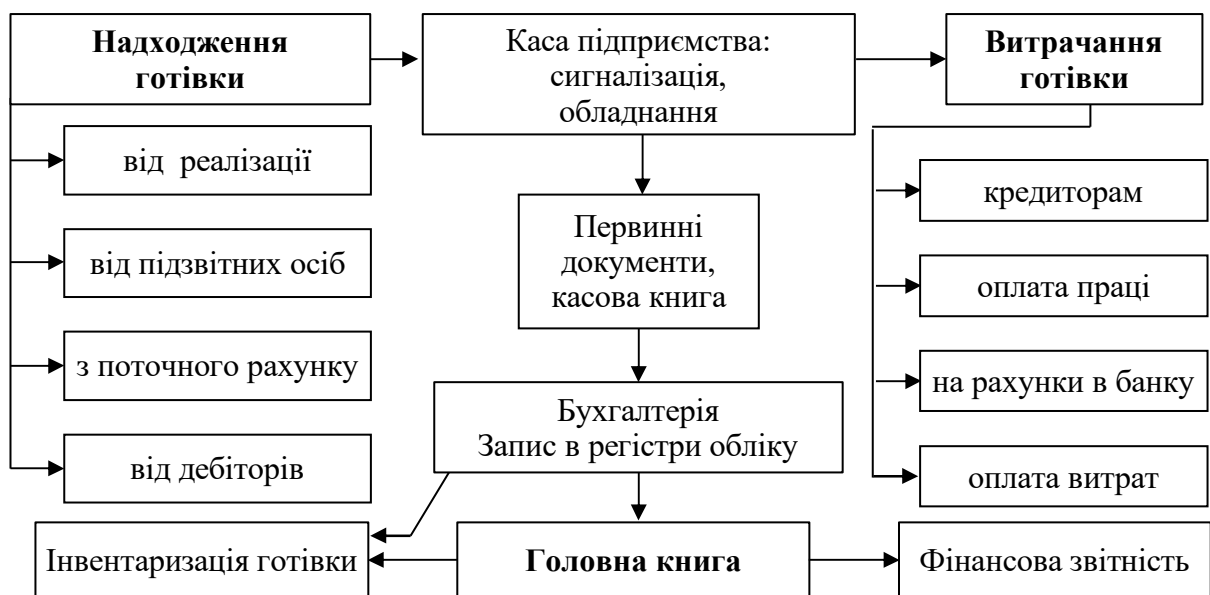 Надходження
готівки
Каса підприємства:
сигналізація,
обладнання
Витрачання
готівки
від реалізації
від підзвітних осіб
з поточного рахунку
від дебіторів
Первинні
документи,
касова книга
Бухгалтерія
Запис в регістри обліку
кредиторам
оплата праці
на рахунки в банку
оплата витрат
Інвентаризація готівки
Головна книга
Фінансова звітність